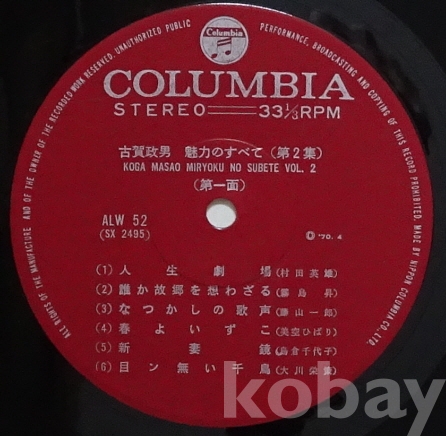 Columbia
COLUMBIA
STEREO 33⅓ RPM
古賀政男 魅力のすべて(第2集)
KOGA MASAO MIRYOKU NO SUBETE VOL. 2
(第一面)
ALW 52
(SX 2495)
Ⓟ '70. 4
(1) 人生劇場(村田英雄)
(2) 誰か故郷を想わざる(霧島昇)
(3) なつかしの歌声(藤山一郎)
(4) 春よいずこ(美空ひばり)
(5) 新妻鏡(島倉千代子)
(6) 目ン無い千鳥(大川栄策)
ALL RIGHTS OF THE MANUFACTURE AND OF THE OWNER OF THE RECORDED WORK RESERVED. UNAUTHORIZED PUBLIC PERFORMANCE, BROADCASTING AND COPYING OF THIS RECORD PROHIBITED. MADE BY NIPPON COLUMBIA CO., LTD.
kobay